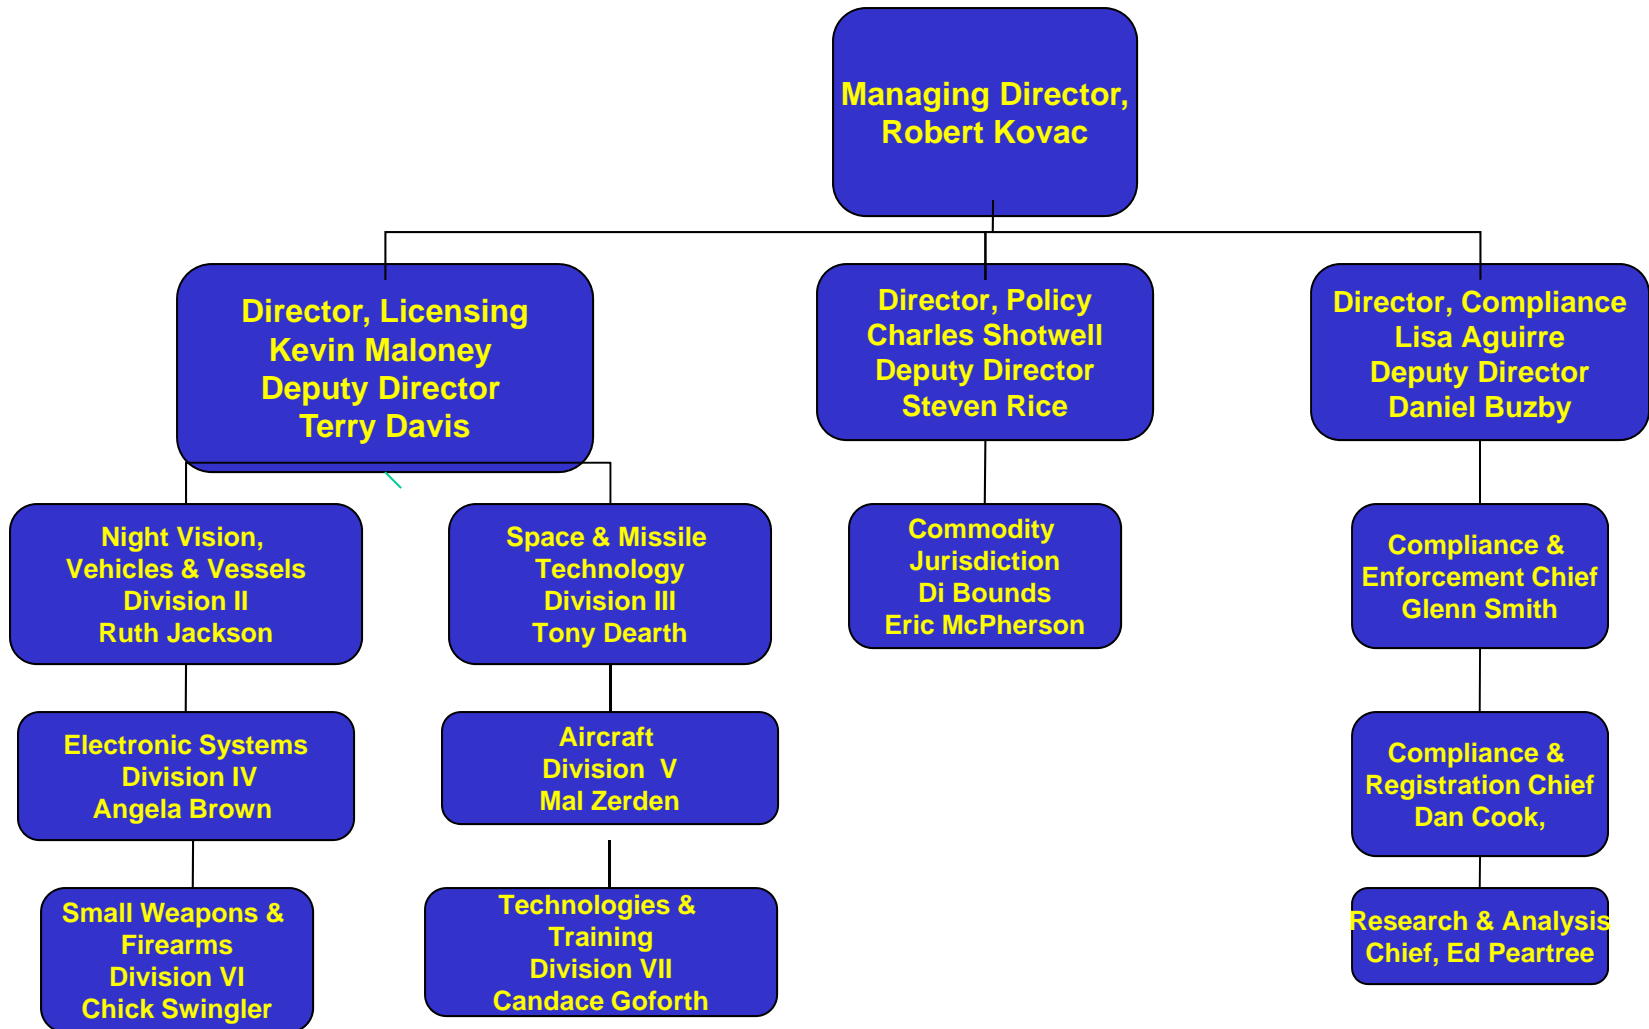 Managing Director,
Robert Kovac
Director, Licensing
Kevin Maloney
Deputy Director
Terry Davis
Director, Policy
Charles Shotwell
Deputy Director
Steven Rice
Director, Compliance
Lisa Aguirre
Deputy Director
Daniel Buzby
Night Vision,
Vehicles & Vessels
Division II
Ruth Jackson
Space & Missile
Technology
Division III
Tony Dearth
Commodity
Jurisdiction
Di Bounds
Eric McPherson
Compliance &
Enforcement Chief
Glenn Smith
Electronic Systems
Division IV
Angela Brown
Aircraft
Division V
Mal Zerden
Compliance &
Registration Chief
Dan Cook,
Small Weapons &
Firearms
Division VI
Chick Swingler
Technologies &
Training
Division VII
Candace Goforth
Research & Analysis
Chief, Ed Peartree